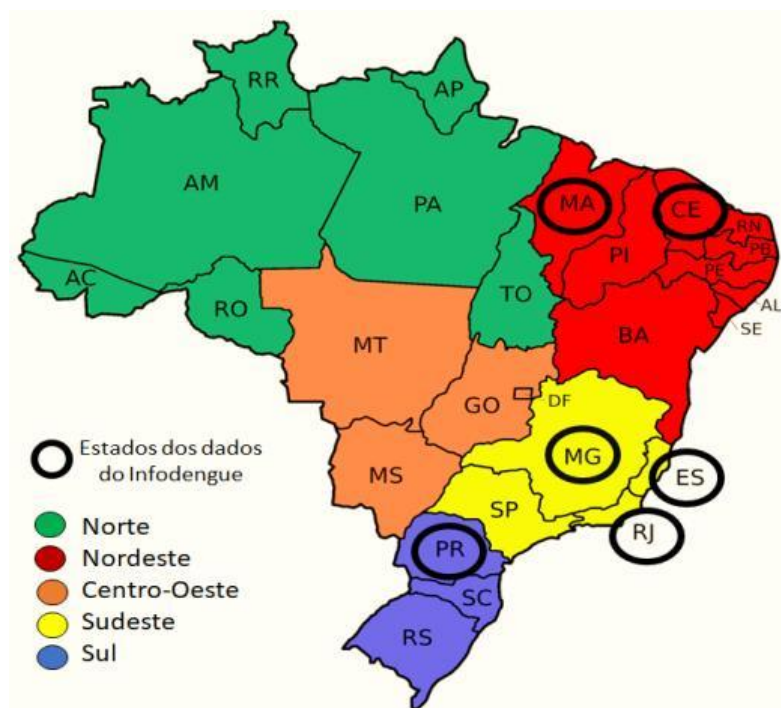 RR
AP
AM
PA
MA
CE
RN
PB
PI
PE
AL
SE
AC
RO
TO
BA
MT
GO
DF
MG
ES
MS
SP
RJ
PR
SC
RS
Estados dos dados
do Infodengue
Norte
Nordeste
Centro-Oeste
Sudeste
Sul